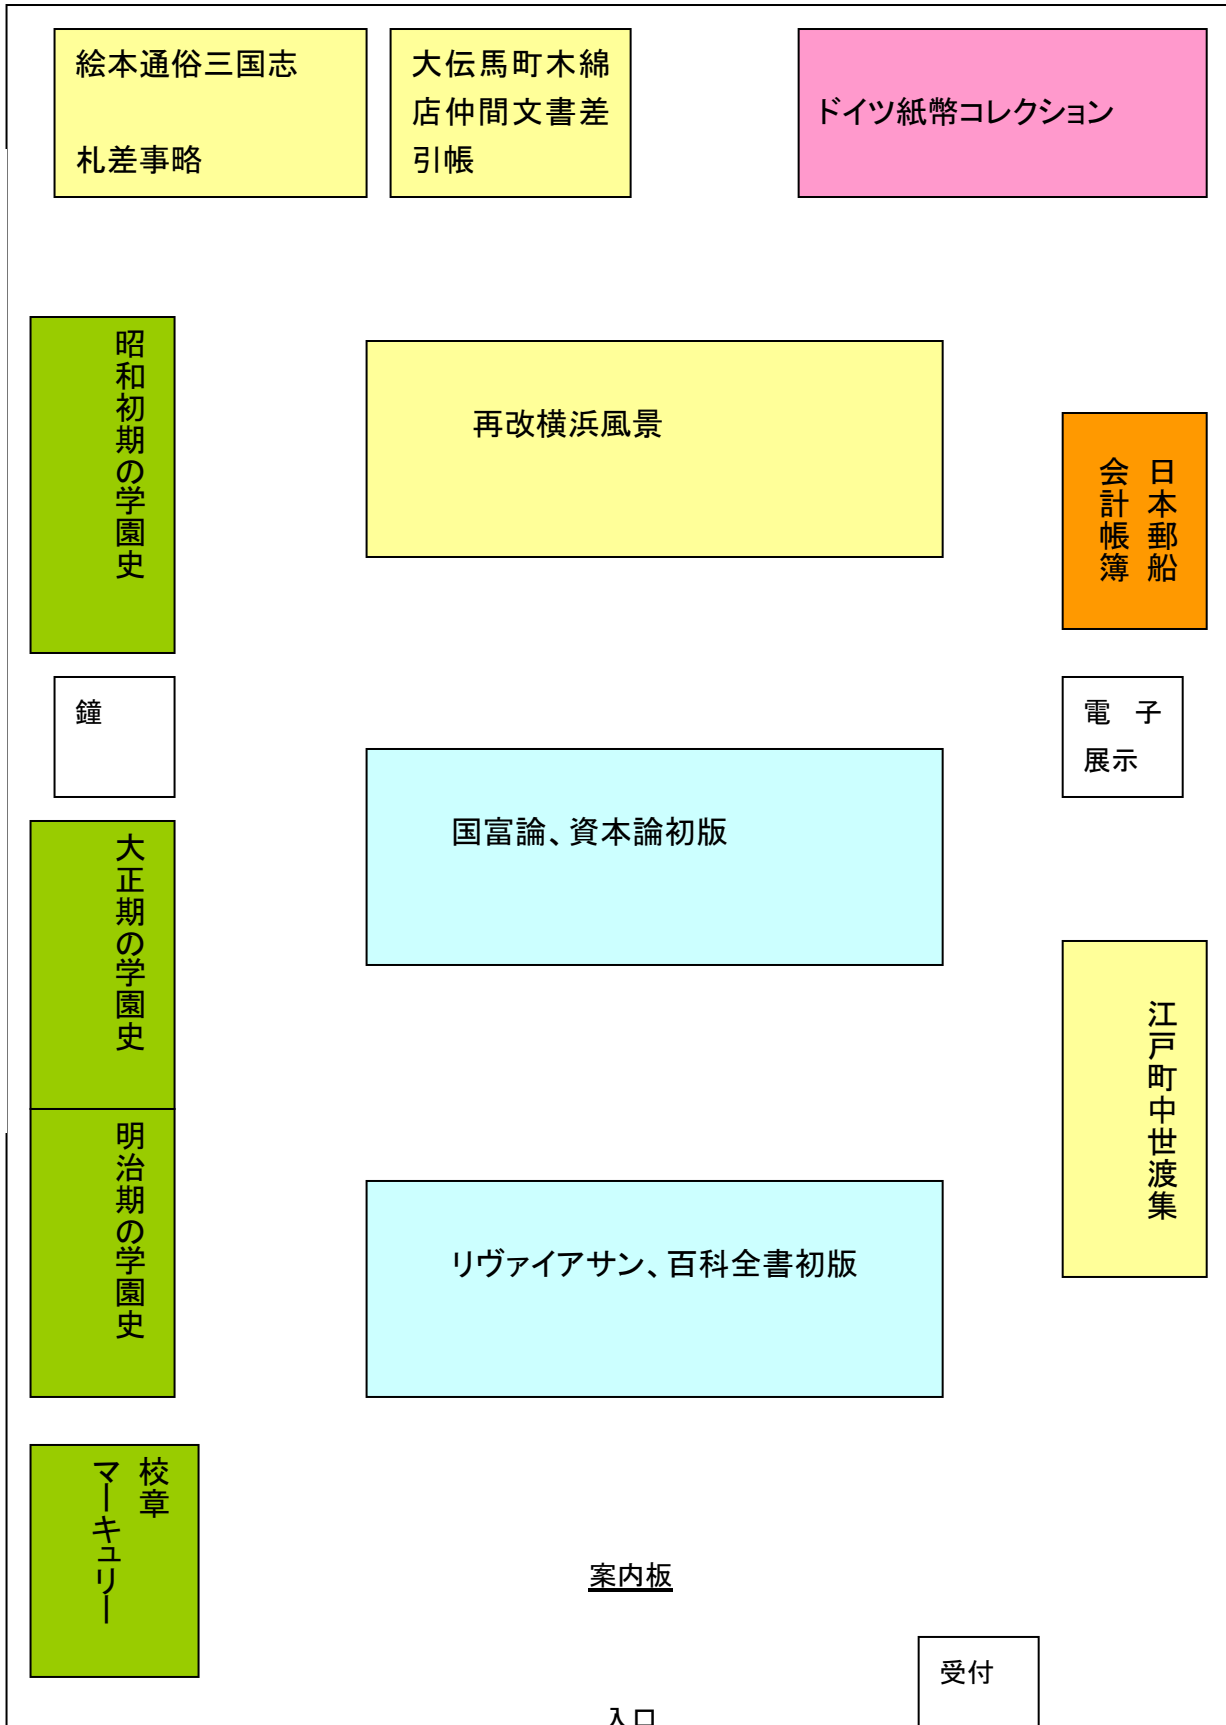 絵本通俗三国志
札差事略
大伝馬町木綿
店仲間文書差
引帳
ドイツ紙幣コレクション
昭和初期の学園史
再改横浜風景
日本郵船
会計帳簿
鐘
電　子
展示
国富論、資本論初版
大正期の学園史
江戸町中世渡集
明治期の学園史
リヴァイアサン、百科全書初版
校章
マーキュリー
案内板
受付
入口